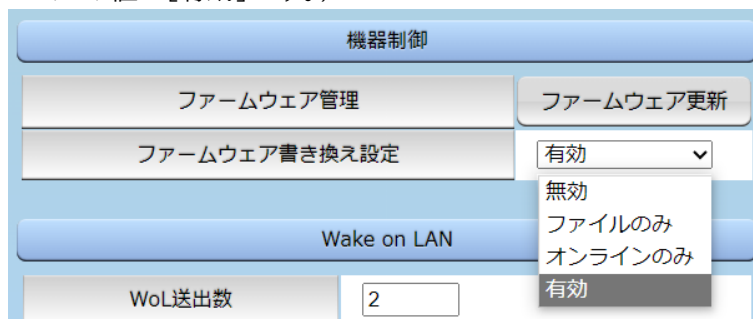 機器制御
ファームウェア管理
ファームウェア更新
ファームウェア書き換え設定
有効
無効
ファイルのみ
オンラインのみ
有効
Wake on LAN
WoL送出数
2